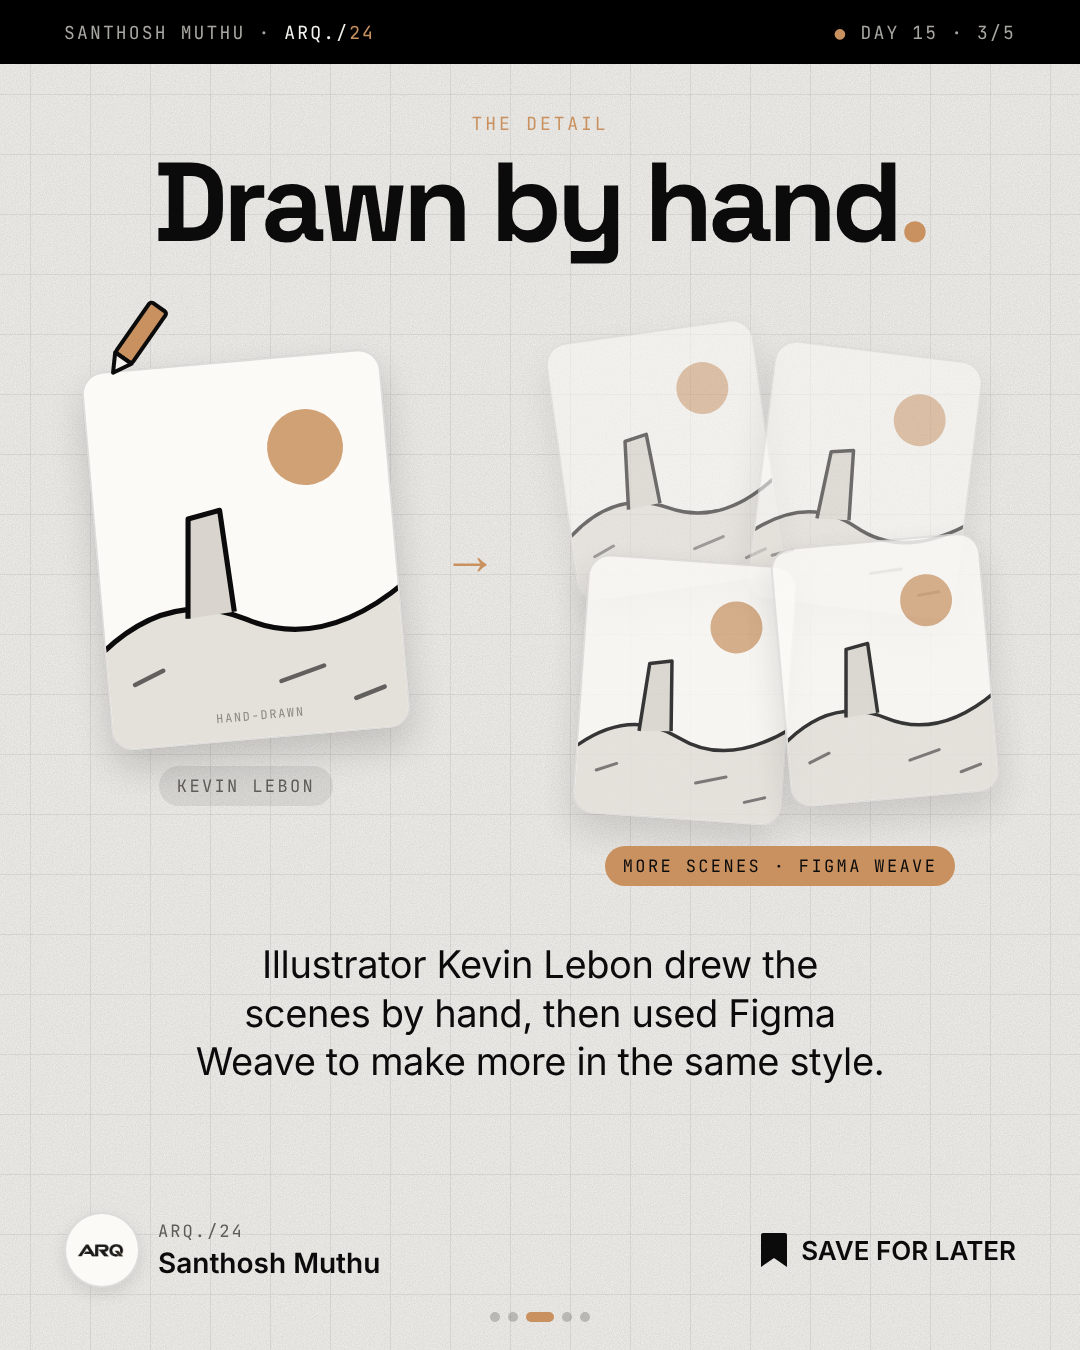 SANTHOSH MUTHU · ARQ./24
DAY 15 · 3/5
THE DETAIL
Drawn by hand.
HAND-DRAWN
KEVIN LEBON
→
MORE SCENES · FIGMA WEAVE
Illustrator Kevin Lebon drew the
scenes by hand, then used Figma
Weave to make more in the same style.
ARQ
ARQ./24
Santhosh Muthu
SAVE FOR LATER